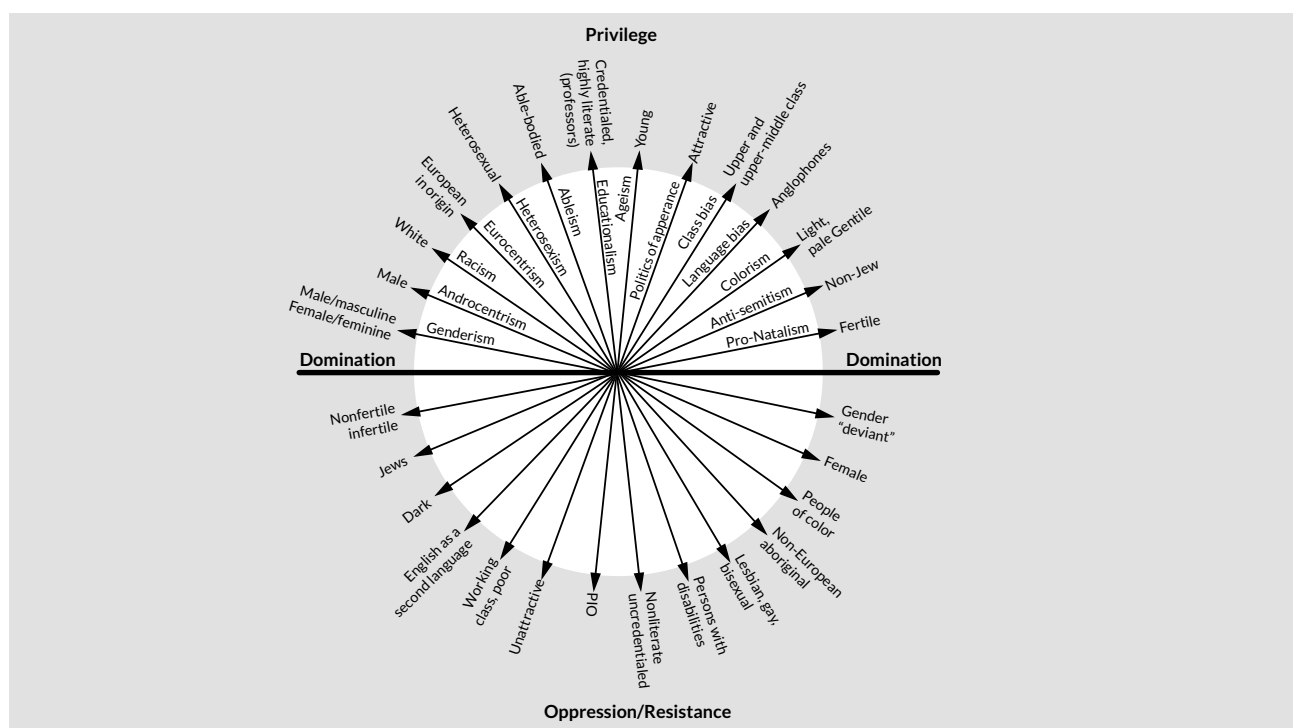 Privilege
Credentialed,
highly literate
(professors)
Young
Able-bodied
Attractive
Heterosexual
Upper and
upper-middle class
European
in origin
Anglophones
White
Light,
pale Gentile
Male
Non-Jew
Male/masculine
Female/feminine
Fertile
Genderism
Androcentrism
Racism
Eurocentrism
Heterosexism
Ableism
Educationalism
Ageism
Politics of apperance
Class bias
Language bias
Colorism
Anti-semitism
Pro-Natalism
Domination
Domination
Nonfertile
infertile
Jews
Dark
English as a
second language
Working
class, poor
Unattractive
PIO
Nonliterate
uncredentialed
Persons with
disabilities
Lesbian, gay,
bisexual
Non-European
aboriginal
People
of color
Female
Gender
“deviant”
Oppression/Resistance